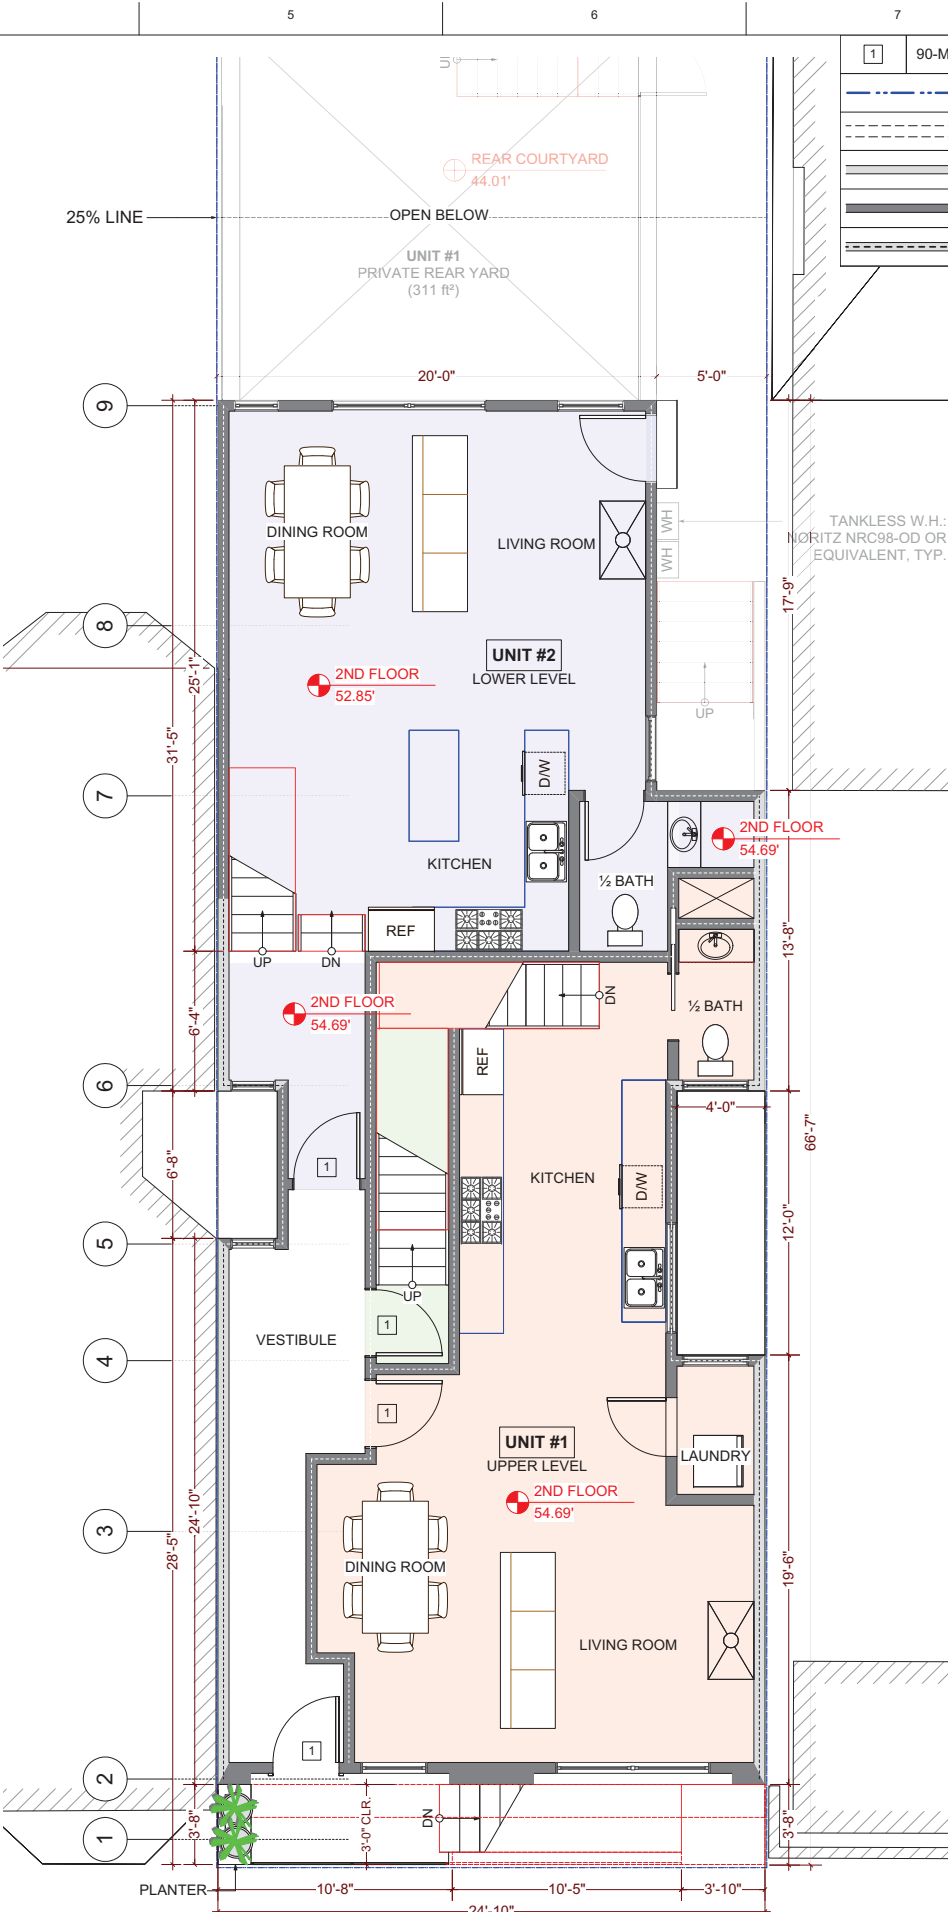 5
6
7
1
90-M
REAR COURTYARD
44.01'
25% LINE
OPEN BELOW
UNIT #1
PRIVATE REAR YARD
(311 ft²)
20'-0"
5'-0"
9
DINING ROOM
LIVING ROOM
WH
WH
TANKLESS W.H.:
NORITZ NRC98-OD OR
EQUIVALENT, TYP.
17'-9"
8
UNIT #2
LOWER LEVEL
2ND FLOOR
52.85'
25'-1"
31'-5"
UP
7
D/W
2ND FLOOR
54.69'
KITCHEN
½ BATH
REF
UP
DN
13'-8"
2ND FLOOR
54.69'
DN
½ BATH
6'-4"
REF
6
4'-0"
66'-7"
6'-8"
1
KITCHEN
D/W
5
12'-0"
UP
VESTIBULE
1
4
1
UNIT #1
UPPER LEVEL
LAUNDRY
2ND FLOOR
54.69'
3
24'-10"
28'-5"
DINING ROOM
19'-6"
LIVING ROOM
1
2
3'-8"
3'-0" CLR.
DN
3'-8"
1
PLANTER
10'-8"
10'-5"
3'-10"
24'-10"